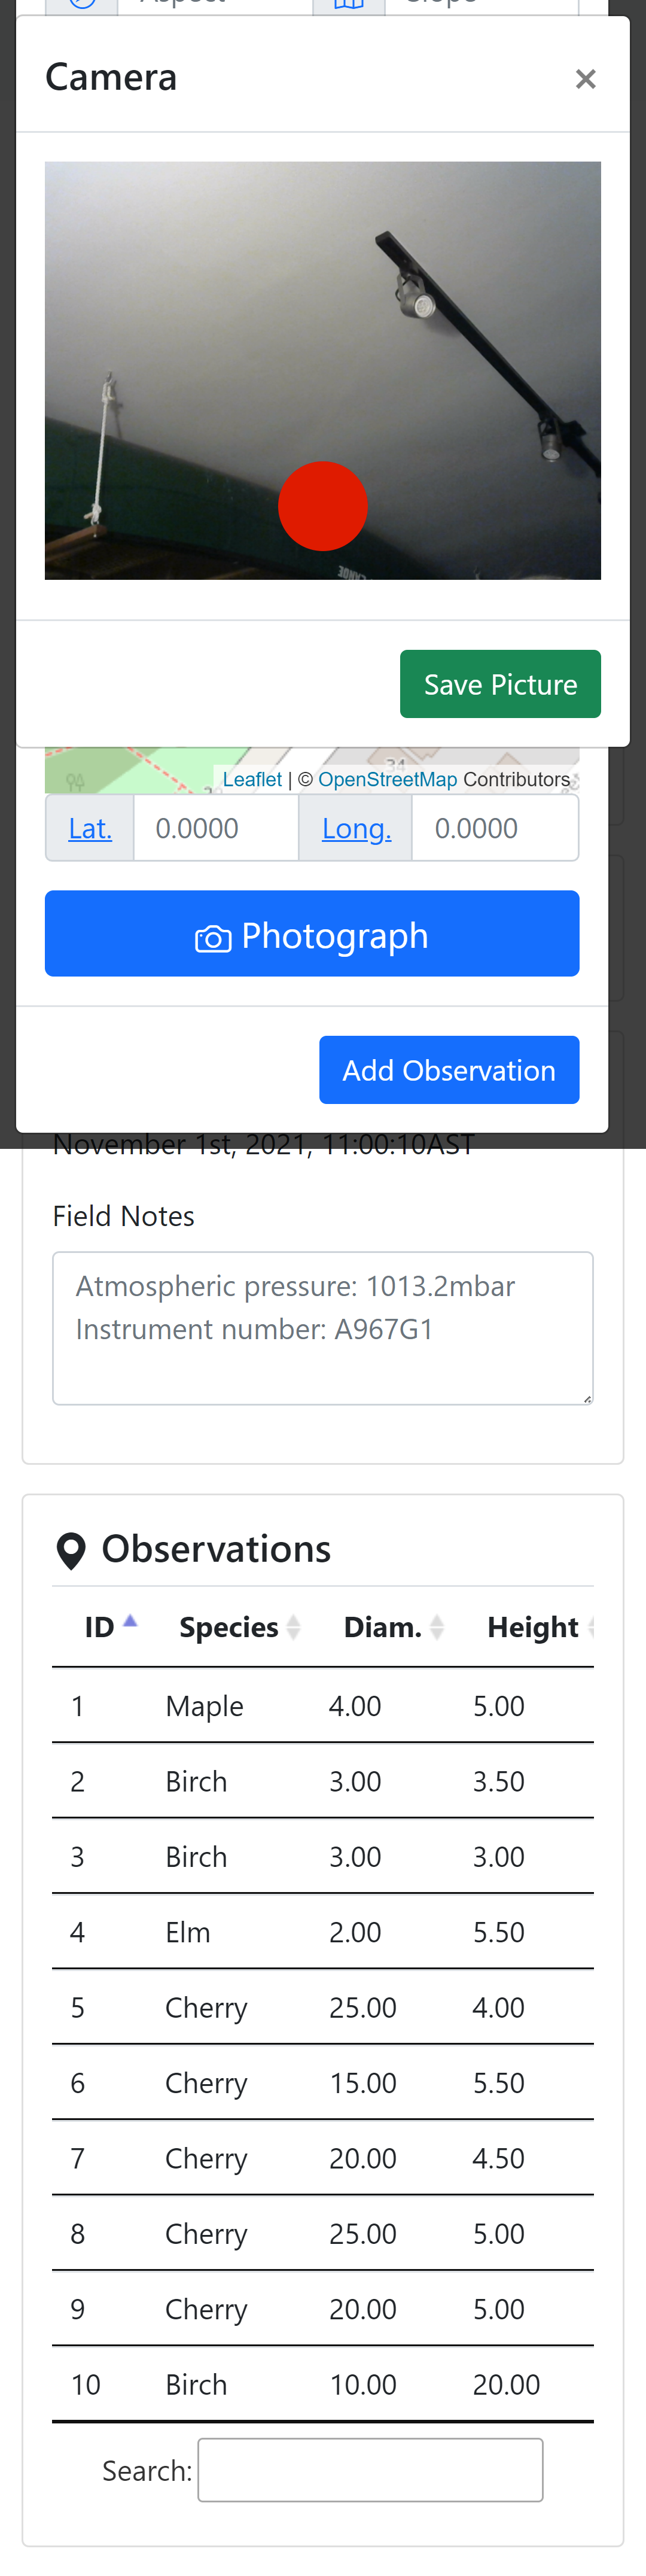 Aspect
Slope
Camera
Save Picture
34
Leaflet | © OpenStreetMap Contributors
Lat. 0.0000 Long. 0.0000
Photograph
Add Observation
November 1st, 2021, 11:00:10AST
Field Notes
Atmospheric pressure: 1013.2mbar
Instrument number: A967G1
Observations
ID Species Diam. Height
1 Maple 4.00 5.00
2 Birch 3.00 3.50
3 Birch 3.00 3.00
4 Elm 2.00 5.50
5 Cherry 25.00 4.00
6 Cherry 15.00 5.50
7 Cherry 20.00 4.50
8 Cherry 25.00 5.00
9 Cherry 20.00 5.00
10 Birch 10.00 20.00
Search: